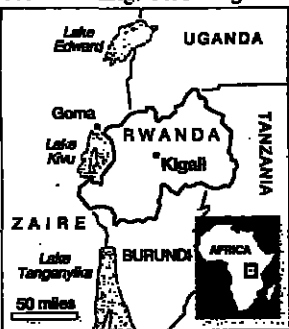 Lake
Edward
UGANDA
Goma
RWANDA
Lake
Kivu
Kigali
TANZANIA
ZAIRE
Lake
Tanganyika
BURUNDI
AFRICA
50 miles